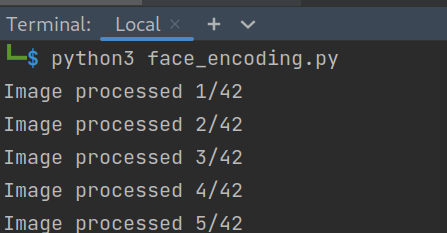 Terminal: Local × + ∨
└─$ python3 face_encoding.py
Image processed 1/42
Image processed 2/42
Image processed 3/42
Image processed 4/42
Image processed 5/42